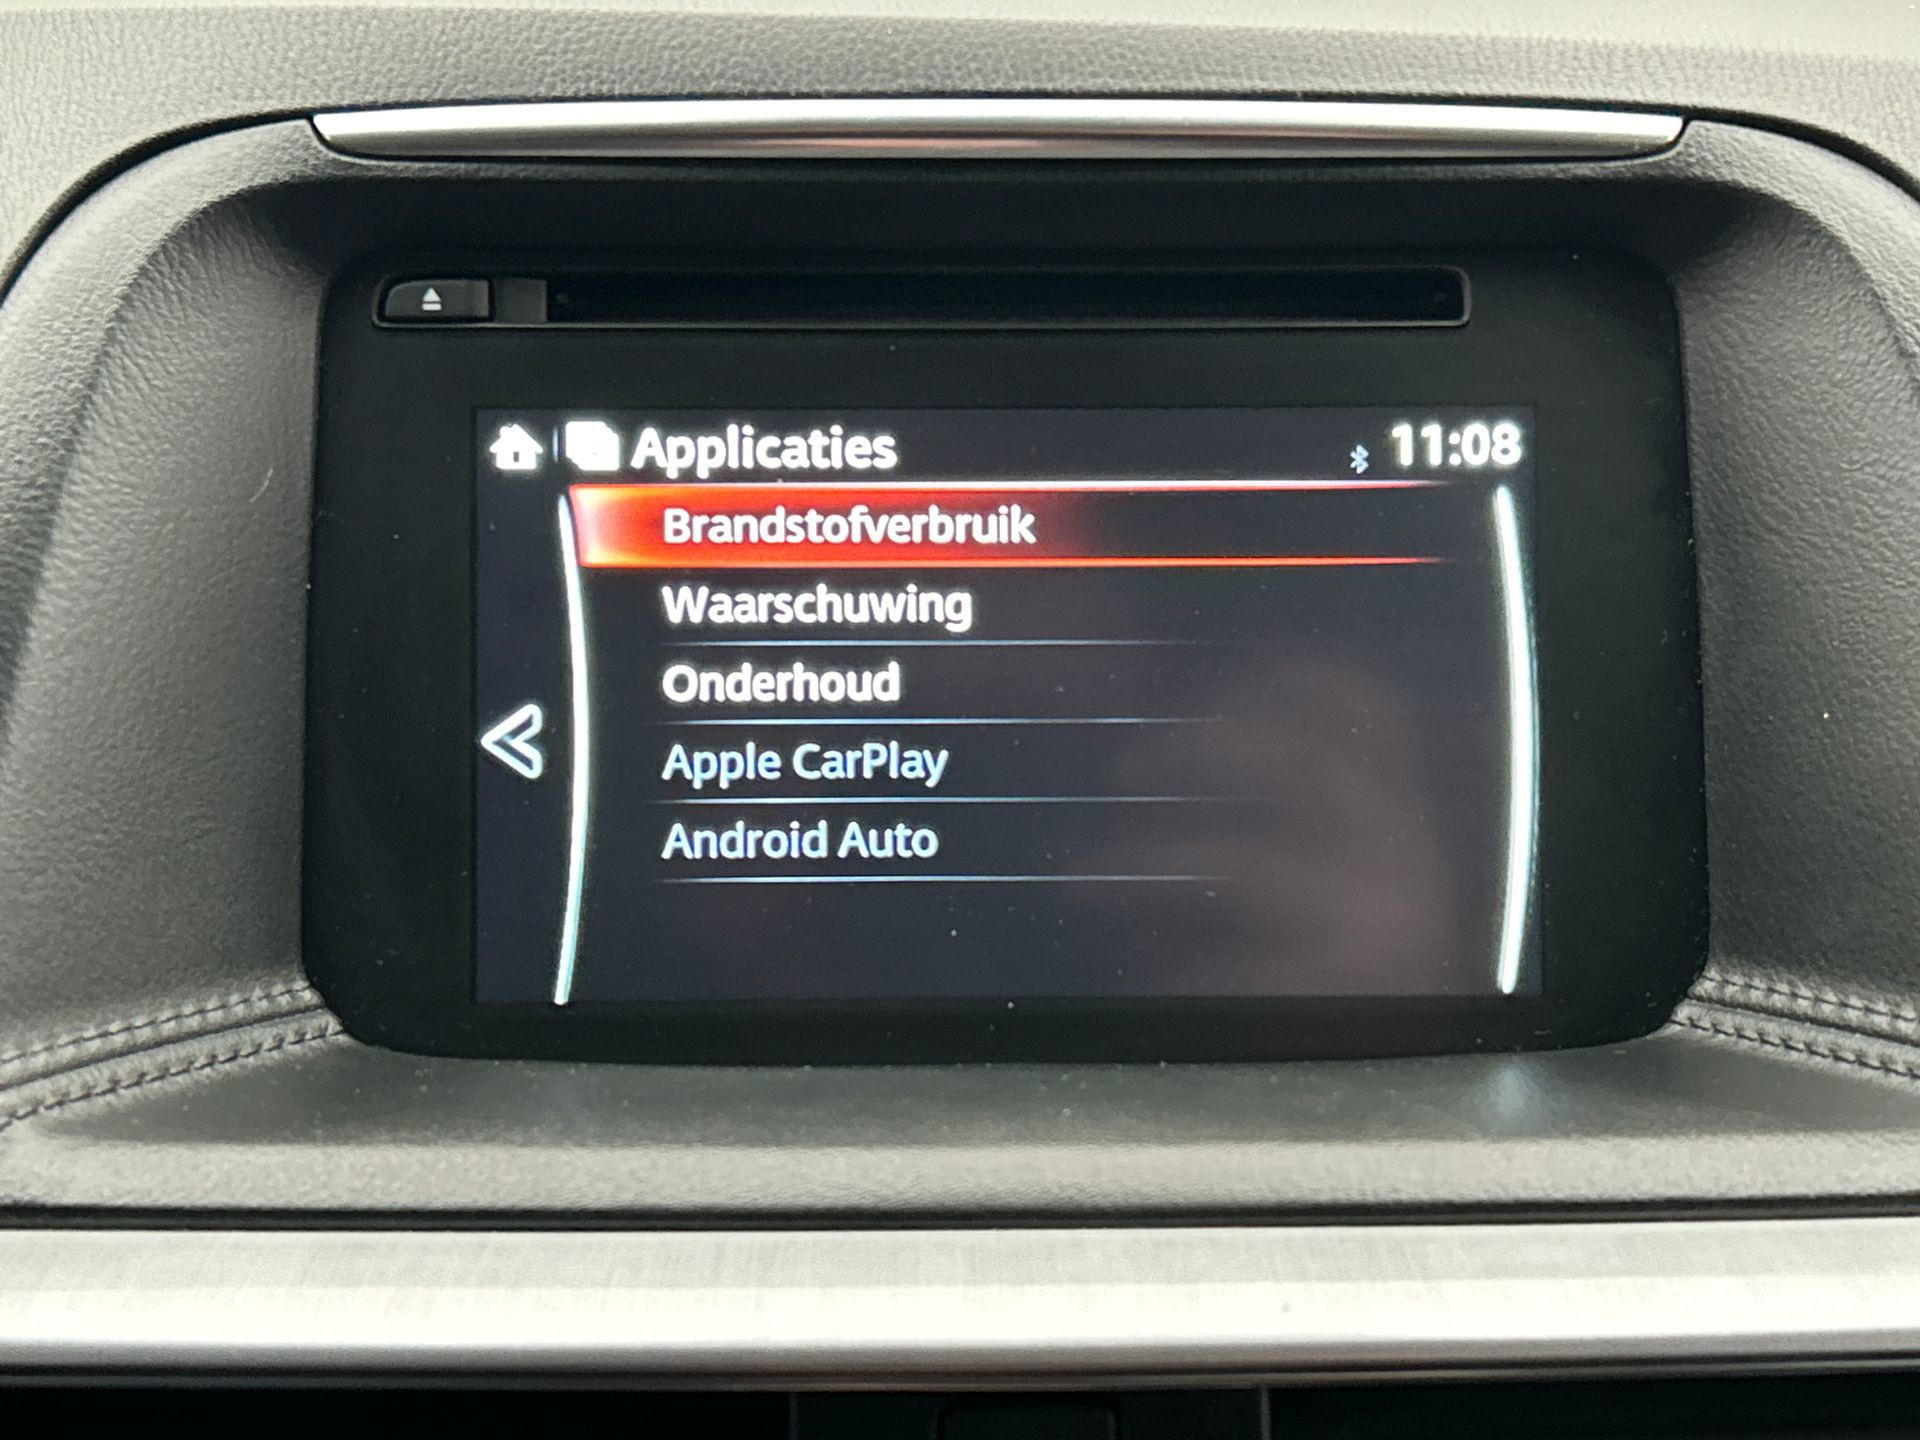 Applicaties 11:08
Brandstofverbruik
Waarschuwing
Onderhoud
Apple CarPlay
Android Auto